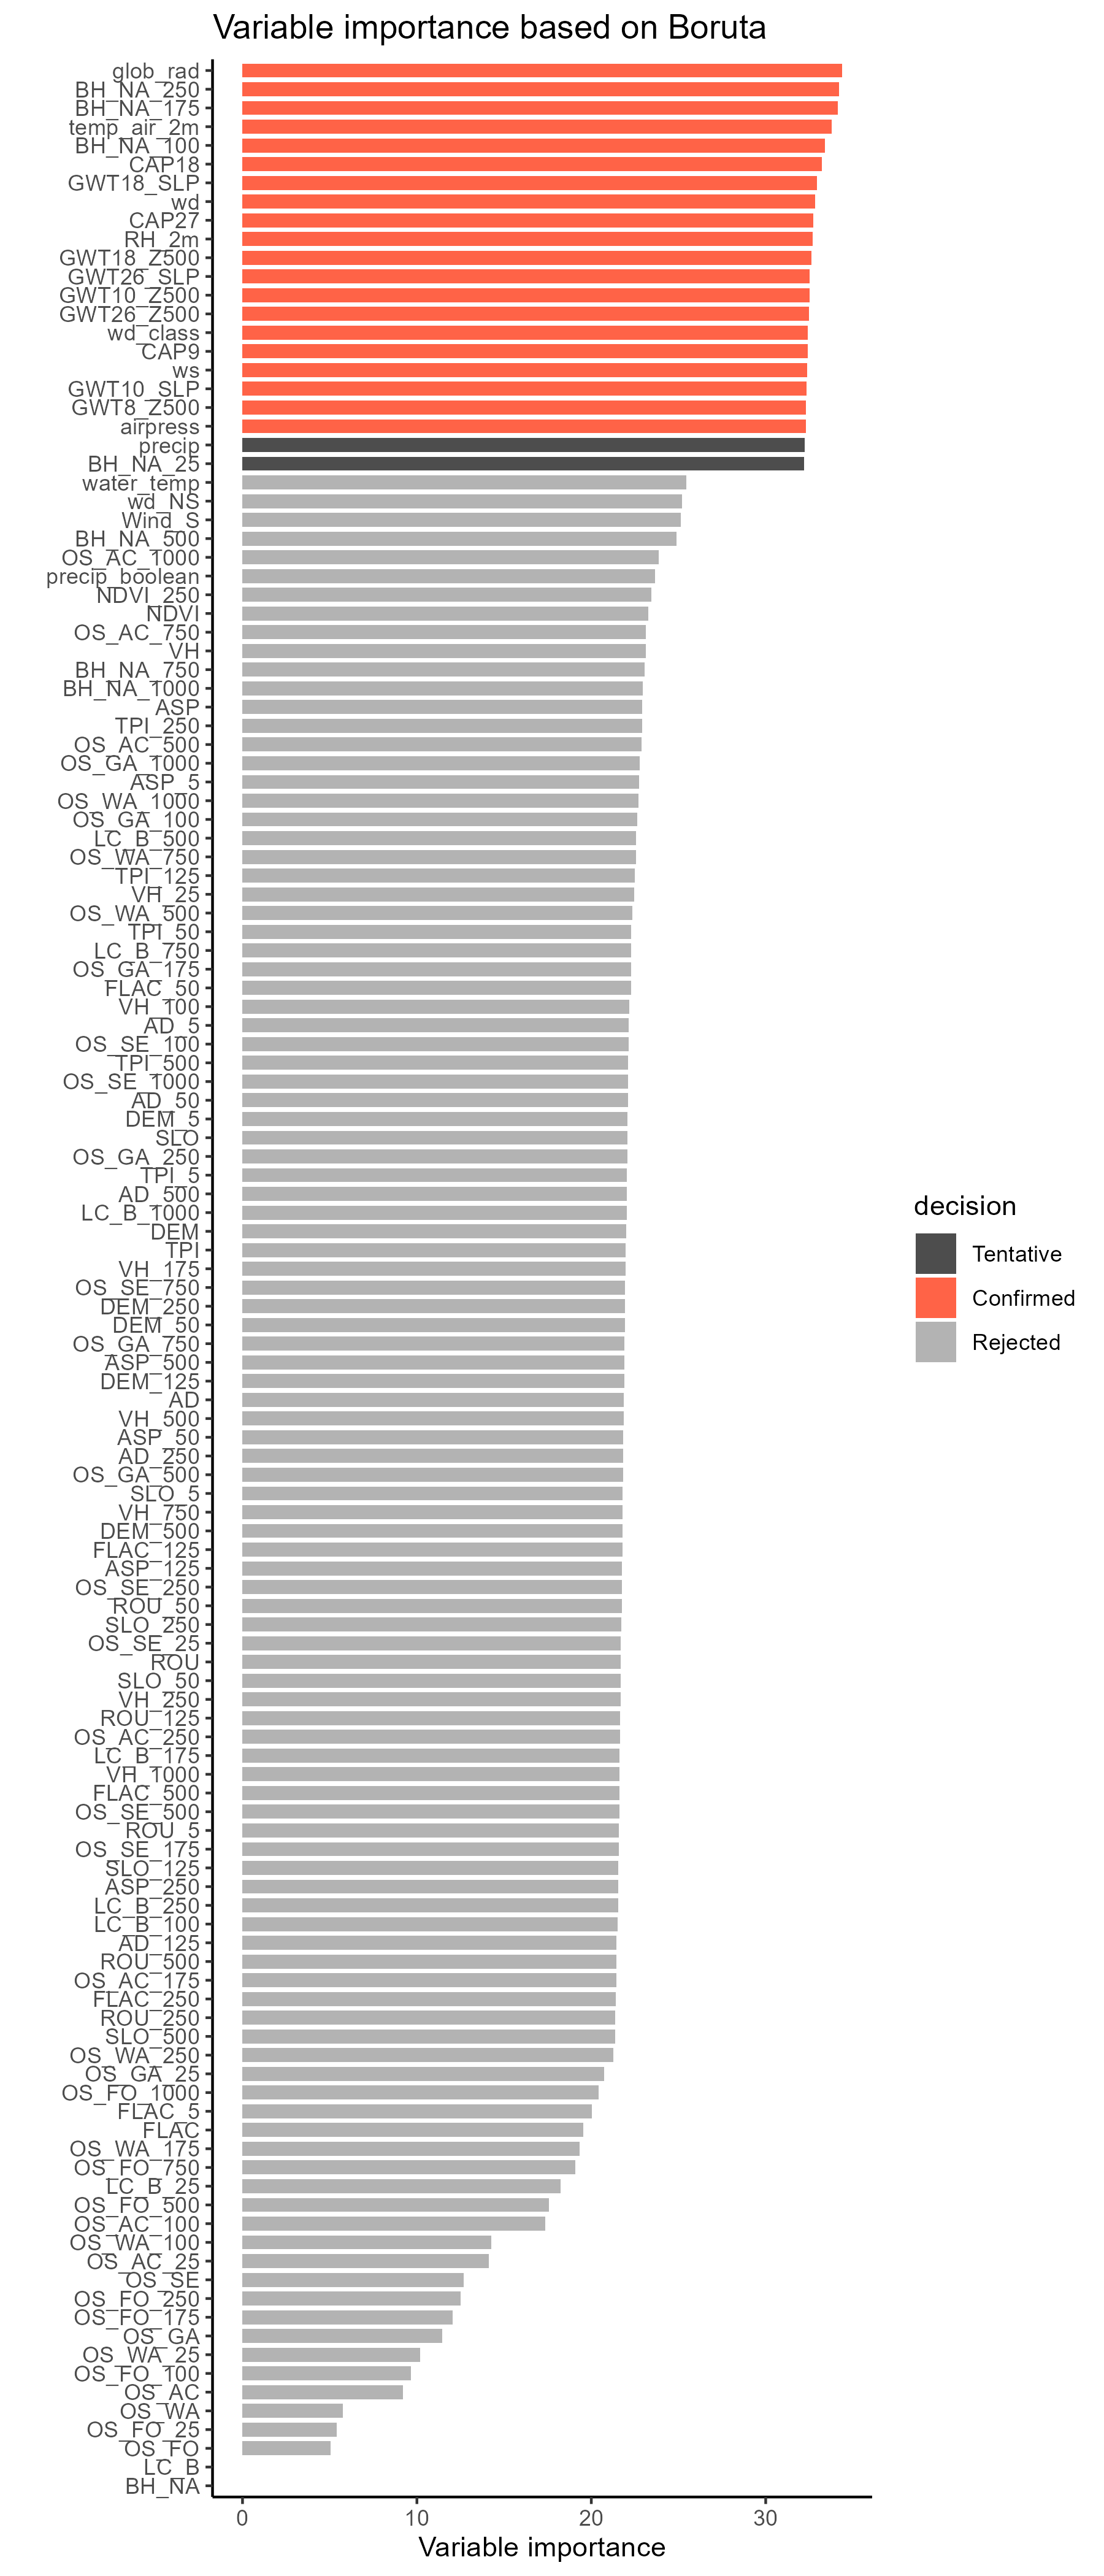 Variable importance based on Boruta
glob_rad
BH_NA_250
BH_NA_175
temp_air_2m
BH_NA_100
CAP18
GWT18_SLP
wd
CAP27
RH_2m
GWT18_Z500
GWT26_SLP
GWT10_Z500
GWT26_Z500
wd_class
CAP9
ws
GWT10_SLP
GWT8_Z500
airpress
precip
BH_NA_25
water_temp
wd_NS
Wind_S
BH_NA_500
OS_AC_1000
precip_boolean
NDVI_250
NDVI
OS_AC_750
VH
BH_NA_750
BH_NA_1000
ASP
TPI_250
OS_AC_500
OS_GA_1000
ASP_5
OS_WA_1000
OS_GA_100
LC_B_500
OS_WA_750
TPI_125
VH_25
OS_WA_500
TPI_50
LC_B_750
OS_GA_175
FLAC_50
VH_100
AD_5
OS_SE_100
TPI_500
OS_SE_1000
AD_50
DEM_5
SLO
OS_GA_250
TPI_5
AD_500
LC_B_1000
DEM
TPI
VH_175
OS_SE_750
DEM_250
DEM_50
OS_GA_750
ASP_500
DEM_125
AD
VH_500
ASP_50
AD_250
OS_GA_500
SLO_5
VH_750
DEM_500
FLAC_125
ASP_125
OS_SE_250
ROU_50
SLO_250
OS_SE_25
ROU
SLO_50
VH_250
ROU_125
OS_AC_250
LC_B_175
VH_1000
FLAC_500
OS_SE_500
ROU_5
OS_SE_175
SLO_125
ASP_250
LC_B_250
LC_B_100
AD_125
ROU_500
OS_AC_175
FLAC_250
ROU_250
SLO_500
OS_WA_250
OS_GA_25
OS_FO_1000
FLAC_5
FLAC
OS_WA_175
OS_FO_750
LC_B_25
OS_FO_500
OS_AC_100
OS_WA_100
OS_AC_25
OS_SE
OS_FO_250
OS_FO_175
OS_GA
OS_WA_25
OS_FO_100
OS_AC
OS_WA
OS_FO_25
OS_FO
LC_B
BH_NA
0 10 20 30
Variable importance
decision
Tentative
Confirmed
Rejected